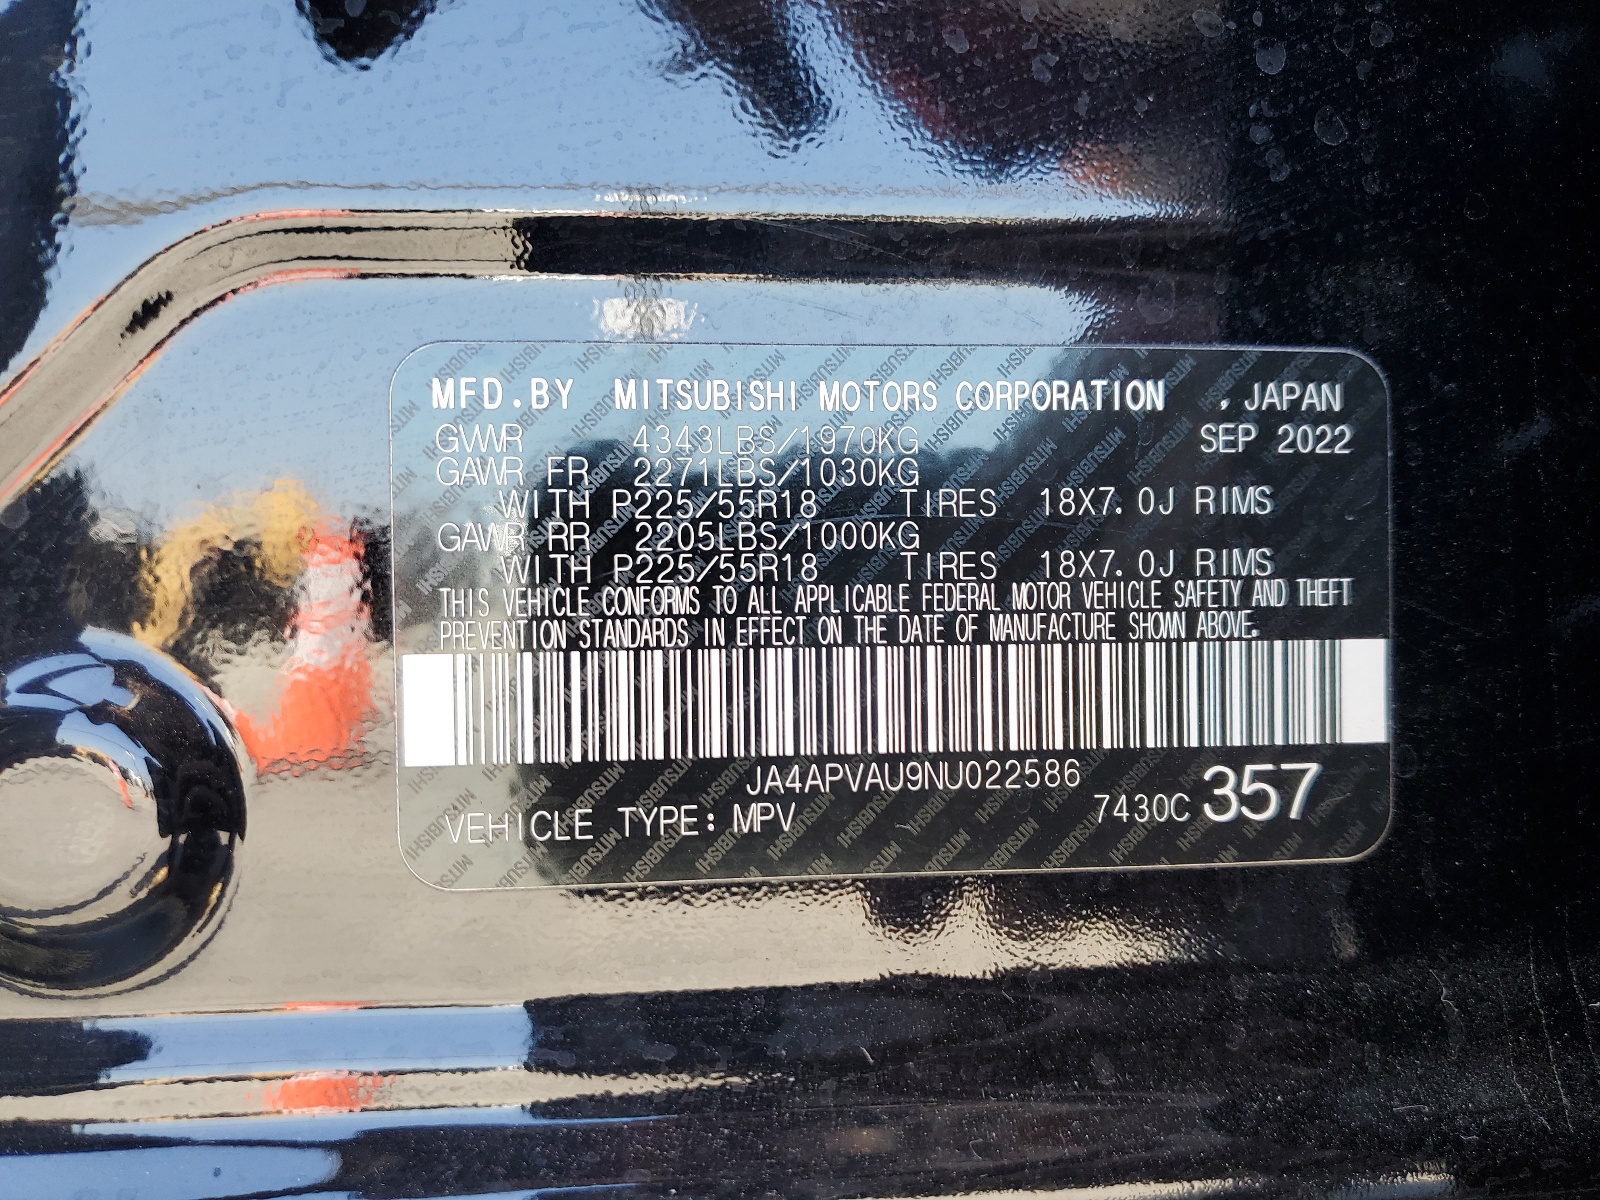 MFD.BY MITSUBISHI MOTORS CORPORATION , JAPAN
GVWR 4343LBS/1970KG SEP 2022
GAWR FR 2271LBS/1030KG
WITH P225/55R18 TIRES 18X7.0J RIMS
GAWR RR 2205LBS/1000KG
WITH P225/55R18 TIRES 18X7.0J RIMS
THIS VEHICLE CONFORMS TO ALL APPLICABLE FEDERAL MOTOR VEHICLE SAFETY AND THEFT
PREVENTION STANDARDS IN EFFECT ON THE DATE OF MANUFACTURE SHOWN ABOVE.
JA4APVAU9NU022586
VEHICLE TYPE: MPV 7430C 357